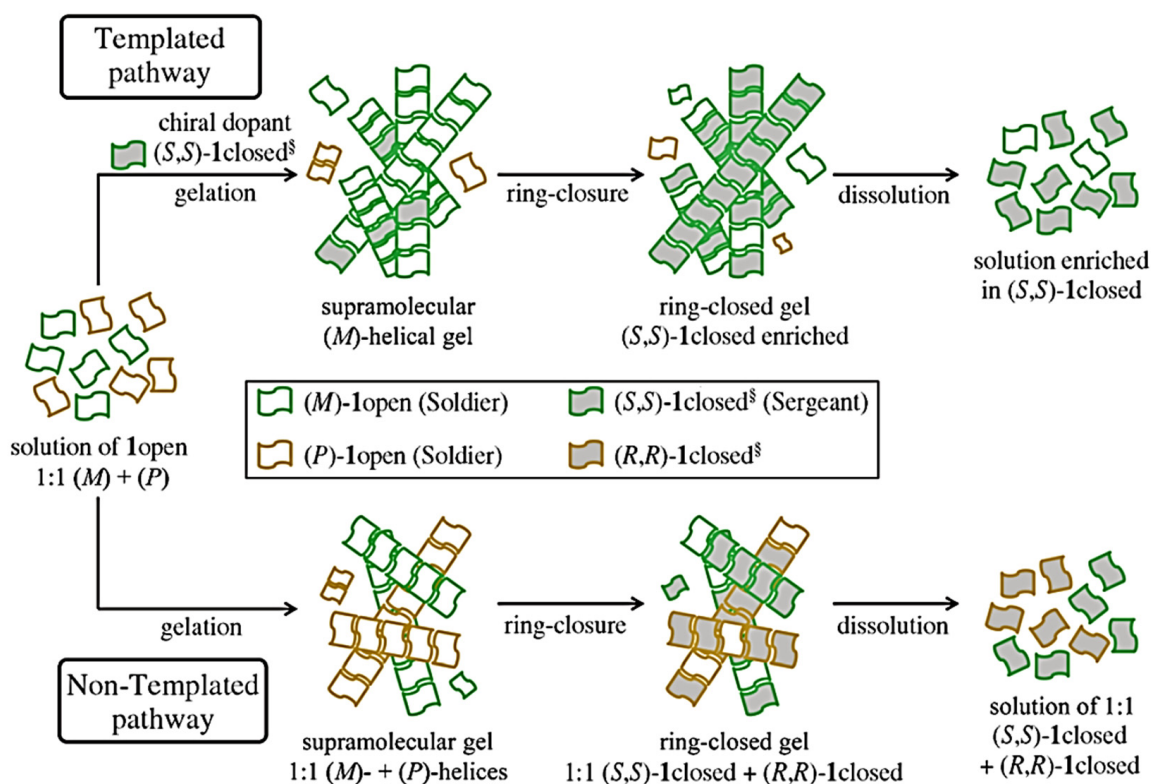 Templated
pathway
chiral dopant
(S,S)-1closed§
gelation
ring-closure
dissolution
supramolecular
(M)-helical gel
ring-closed gel
(S,S)-1closed enriched
solution enriched
in (S,S)-1closed
solution of 1open
1:1 (M) + (P)
(M)-1open (Soldier)
(S,S)-1closed§ (Sergeant)
(P)-1open (Soldier)
(R,R)-1closed§
gelation
ring-closure
dissolution
Non-Templated
pathway
supramolecular gel
1:1 (M)- + (P)-helices
ring-closed gel
1:1 (S,S)-1closed + (R,R)-1closed
solution of 1:1
(S,S)-1closed
+ (R,R)-1closed